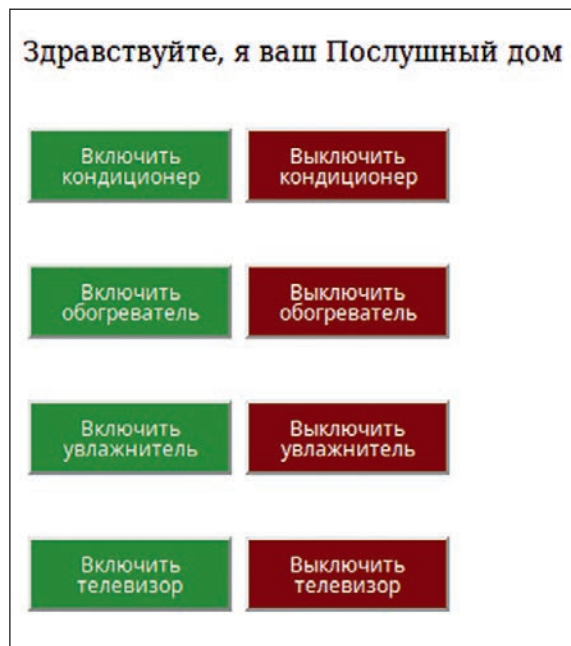 Здравствуйте, я ваш Послушный дом
Включить
кондиционер
Выключить
кондиционер
Включить
обогреватель
Выключить
обогреватель
Включить
увлажнитель
Выключить
увлажнитель
Включить
телевизор
Выключить
телевизор